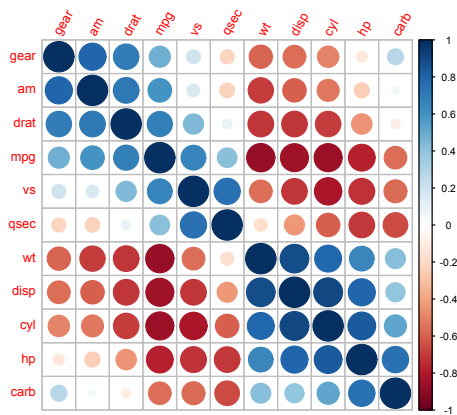 gear am drat mpg vs qsec wt disp cyl hp carb
gear
am
drat
mpg
vs
qsec
wt
disp
cyl
hp
carb
1
0.8
0.6
0.4
0.2
0
-0.2
-0.4
-0.6
-0.8
-1